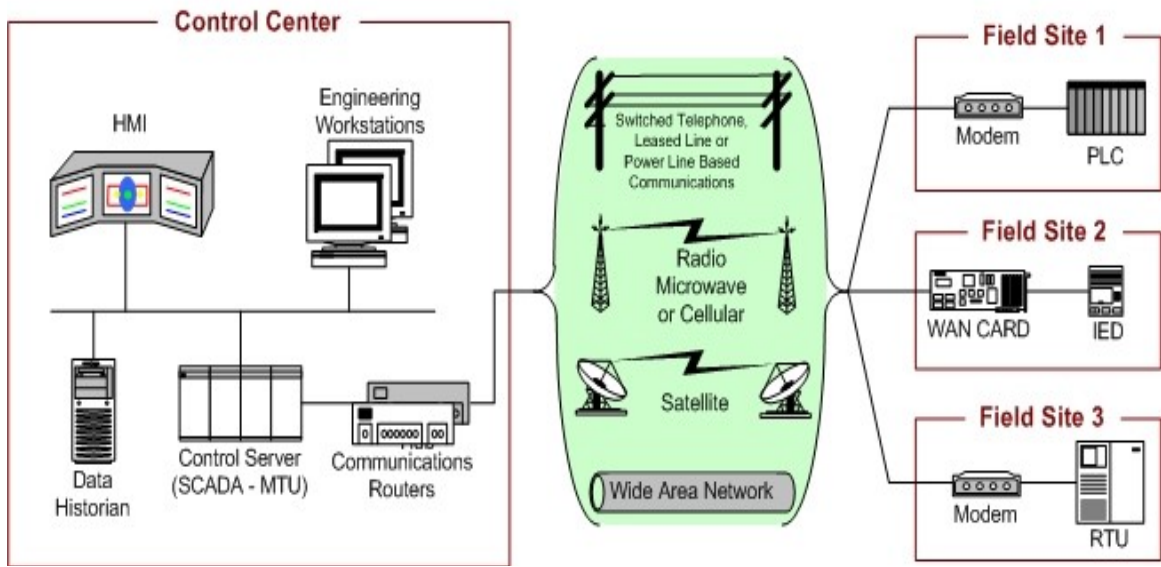 Control Center
HMI
Engineering
Workstations
Data
Historian
Control Server
(SCADA - MTU)
Communications
Routers
Switched Telephone,
Leased Line or
Power Line Based
Communications
Radio
Microwave
or Cellular
Satellite
Wide Area Network
Field Site 1
Modem
PLC
Field Site 2
WAN CARD
IED
Field Site 3
Modem
RTU